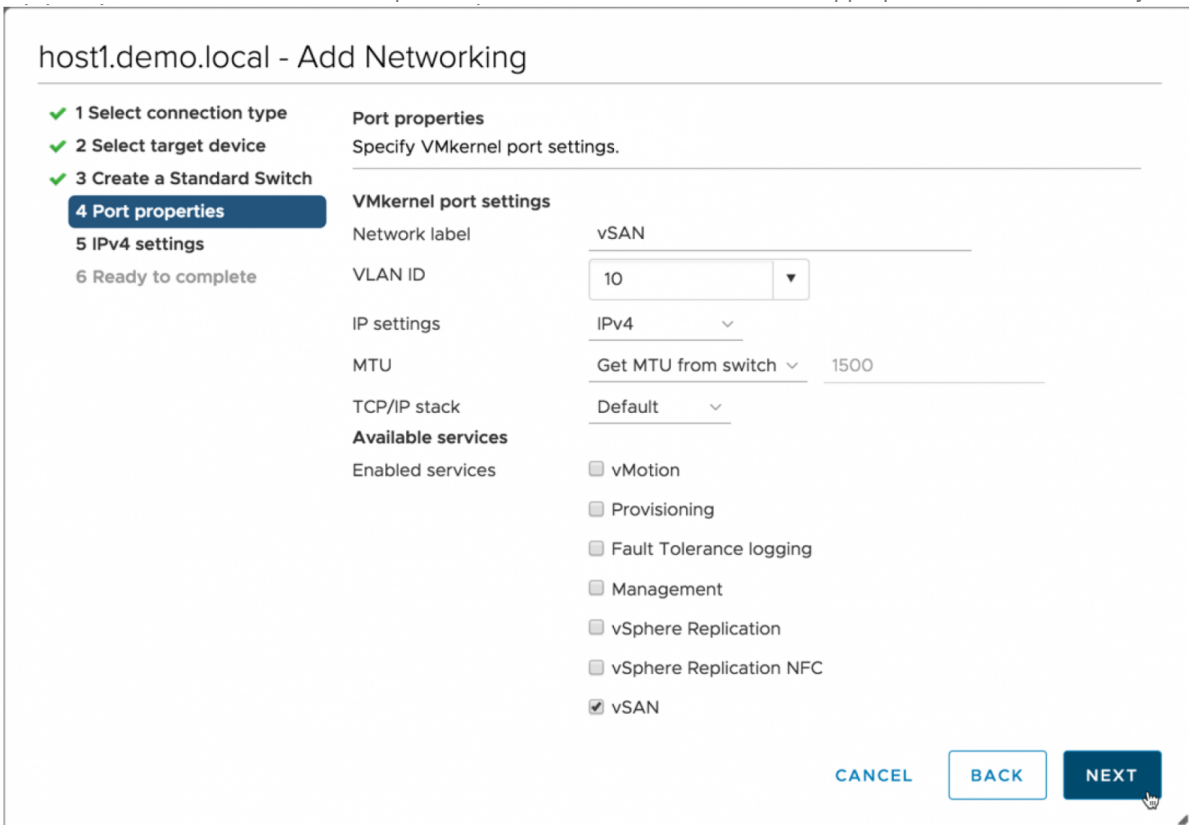 host1.demo.local - Add Networking
1 Select connection type
2 Select target device
3 Create a Standard Switch
4 Port properties
5 IPv4 settings
6 Ready to complete
Port properties
Specify VMkernel port settings.
VMkernel port settings
Network label vSAN
VLAN ID 10
IP settings IPv4
MTU Get MTU from switch 1500
TCP/IP stack Default
Available services
Enabled services vMotion
Provisioning
Fault Tolerance logging
Management
vSphere Replication
vSphere Replication NFC
vSAN
CANCEL BACK NEXT